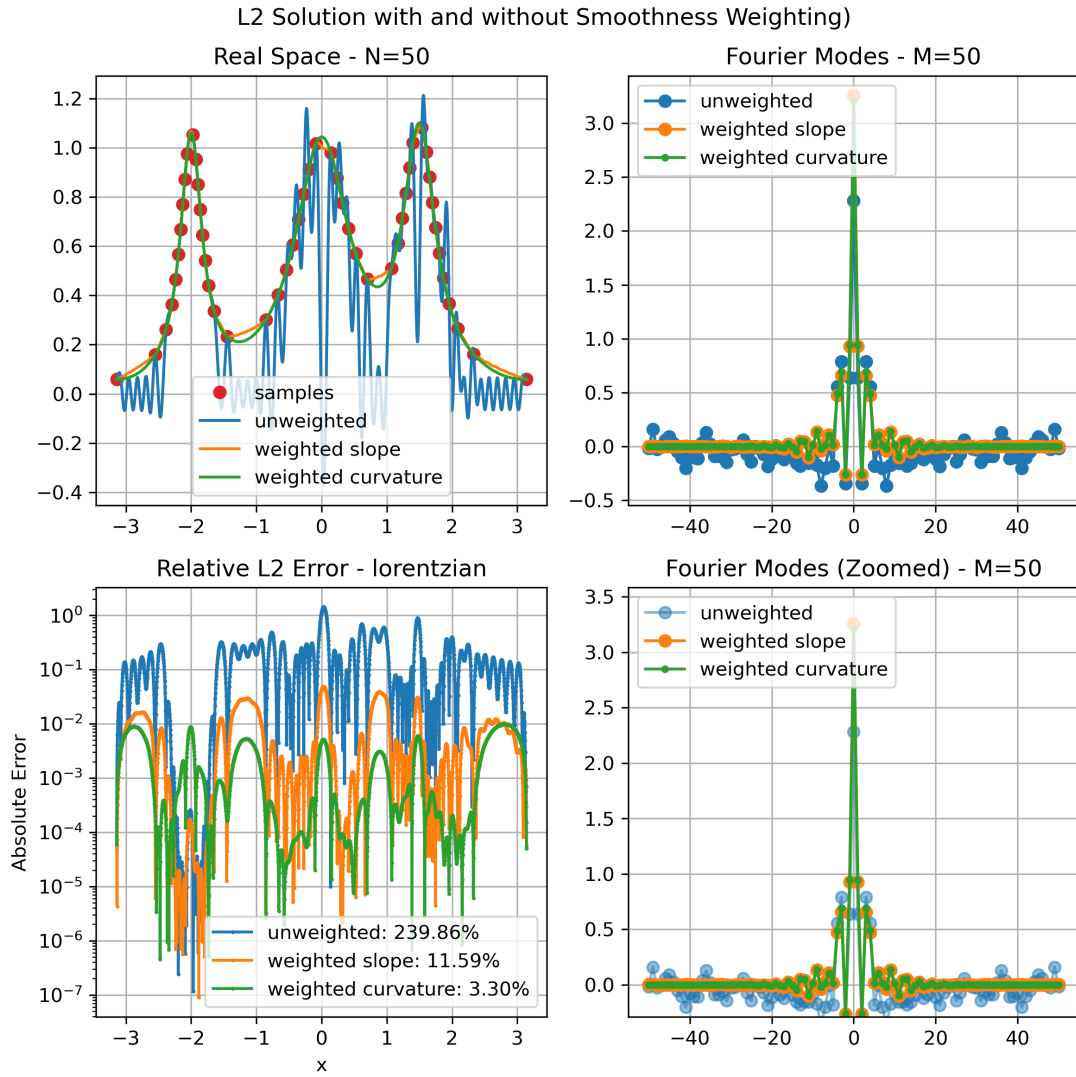 L2 Solution with and without Smoothness Weighting)
Real Space - N=50
1.2
1.0
0.8
0.6
0.4
0.2
0.0
−0.2
−0.4
−3
−2
−1
0
1
2
3
samples
unweighted
weighted slope
weighted curvature
Fourier Modes - M=50
3.0
2.5
2.0
1.5
1.0
0.5
0.0
−0.5
−40
−20
0
20
40
unweighted
weighted slope
weighted curvature
Relative L2 Error - lorentzian
Absolute Error
10⁰
10⁻¹
10⁻²
10⁻³
10⁻⁴
10⁻⁵
10⁻⁶
10⁻⁷
−3
−2
−1
0
1
2
3
x
unweighted: 239.86%
weighted slope: 11.59%
weighted curvature: 3.30%
Fourier Modes (Zoomed) - M=50
3.5
3.0
2.5
2.0
1.5
1.0
0.5
0.0
−40
−20
0
20
40
unweighted
weighted slope
weighted curvature